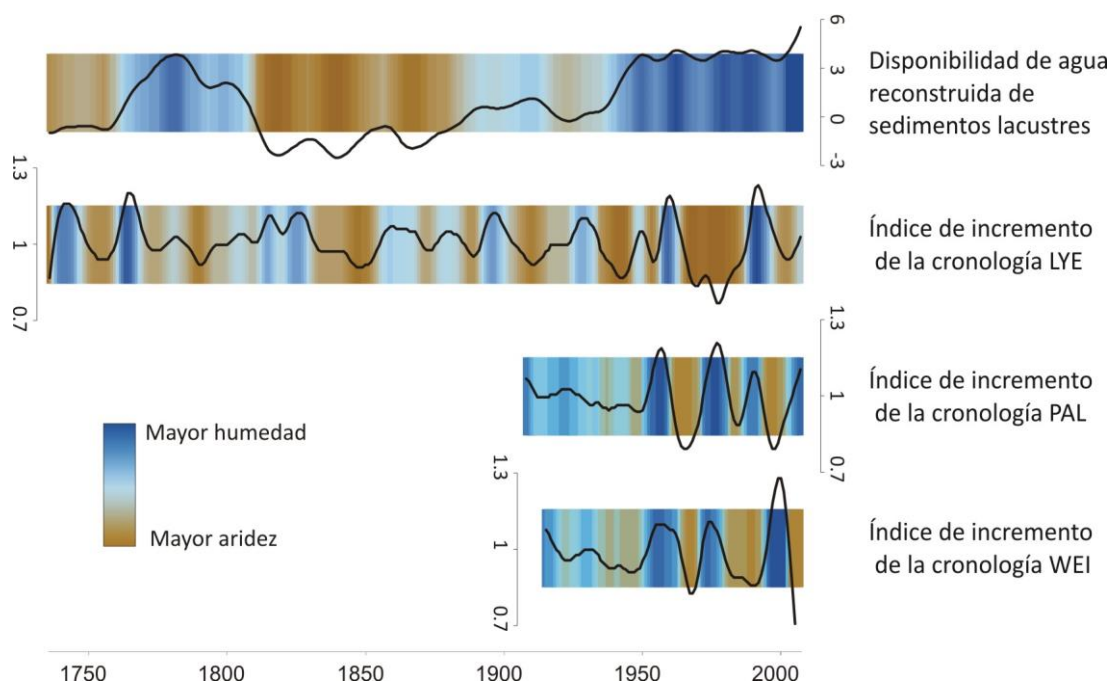 6
3
0
-3
Disponibilidad de agua
reconstruida de
sedimentos lacustres
1.3
1
0.7
Índice de incremento
de la cronología LYE
1.3
1
0.7
Índice de incremento
de la cronología PAL
Mayor humedad
Mayor aridez
1.3
1
0.7
Índice de incremento
de la cronología WEI
1750 1800 1850 1900 1950 2000